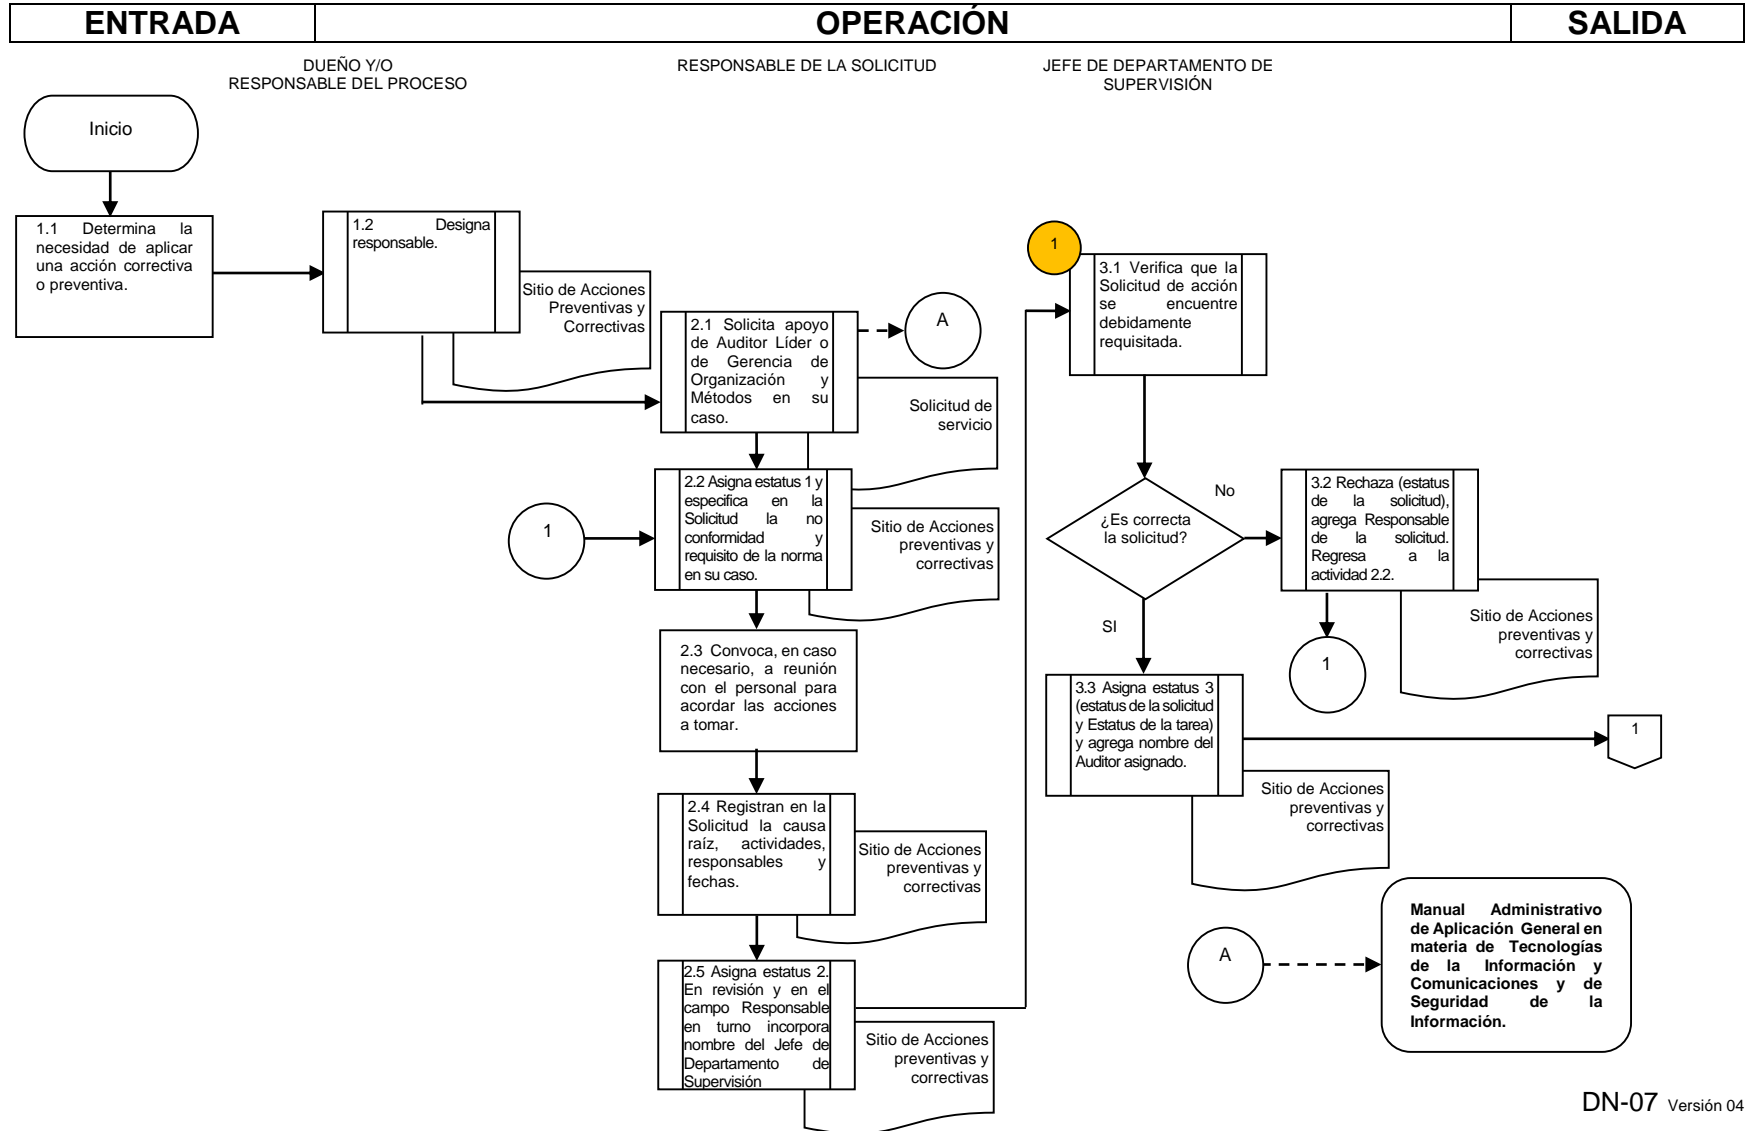 ENTRADA
OPERACIÓN
SALIDA
DUEÑO Y/O
RESPONSABLE DEL PROCESO
RESPONSABLE DE LA SOLICITUD
JEFE DE DEPARTAMENTO DE
SUPERVISIÓN
Inicio
1.1 Determina la
necesidad de aplicar
una acción correctiva
o preventiva.
1.2 Designa
responsable.
Sitio de Acciones
Preventivas y
Correctivas
2.1 Solicita apoyo
de Auditor Líder o
de Gerencia de
Organización y
Métodos en su
caso.
A
Solicitud de
servicio
1
2.2 Asigna estatus 1 y
especifica en la
Solicitud la no
conformidad y
requisito de la norma
en su caso.
Sitio de Acciones
preventivas y
correctivas
2.3 Convoca, en caso
necesario, a reunión
con el personal para
acordar las acciones
a tomar.
2.4 Registran en la
Solicitud la causa
raíz, actividades,
responsables y
fechas.
Sitio de Acciones
preventivas y
correctivas
2.5 Asigna estatus 2.
En revisión y en el
campo Responsable
en turno incorpora
nombre del Jefe de
Departamento de
Supervisión
Sitio de Acciones
preventivas y
correctivas
1
3.1 Verifica que la
Solicitud de acción
se encuentre
debidamente
requisitada.
¿Es correcta
la solicitud?
No
SI
3.2 Rechaza (estatus
de la solicitud),
agrega Responsable
de la solicitud.
Regresa a la
actividad 2.2.
Sitio de Acciones
preventivas y
correctivas
1
3.3 Asigna estatus 3
(estatus de la solicitud
y Estatus de la tarea)
y agrega nombre del
Auditor asignado.
1
Sitio de Acciones
preventivas y
correctivas
A
Manual Administrativo
de Aplicación General en
materia de Tecnologías
de la Información y
Comunicaciones y de
Seguridad de la
Información.
DN-07 Versión 04